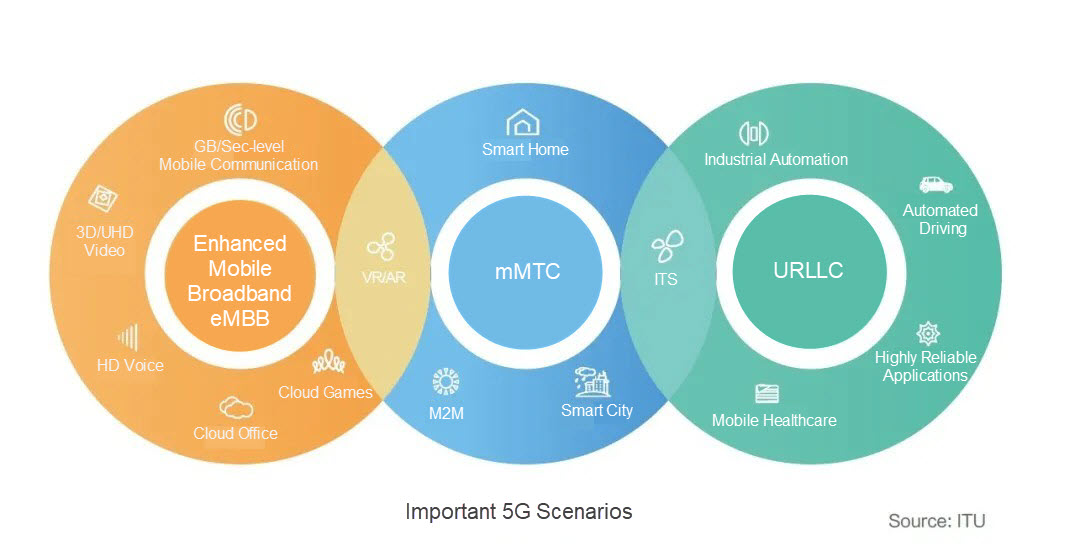 GB/Sec-level
Mobile Communication
3D/UHD
Video
Enhanced
Mobile
Broadband
eMBB
HD Voice
Cloud Games
Cloud Office
VR/AR
Smart Home
mMTC
M2M
Smart City
ITS
Industrial Automation
Automated
Driving
URLLC
Highly Reliable
Applications
Mobile Healthcare
Important 5G Scenarios
Source: ITU